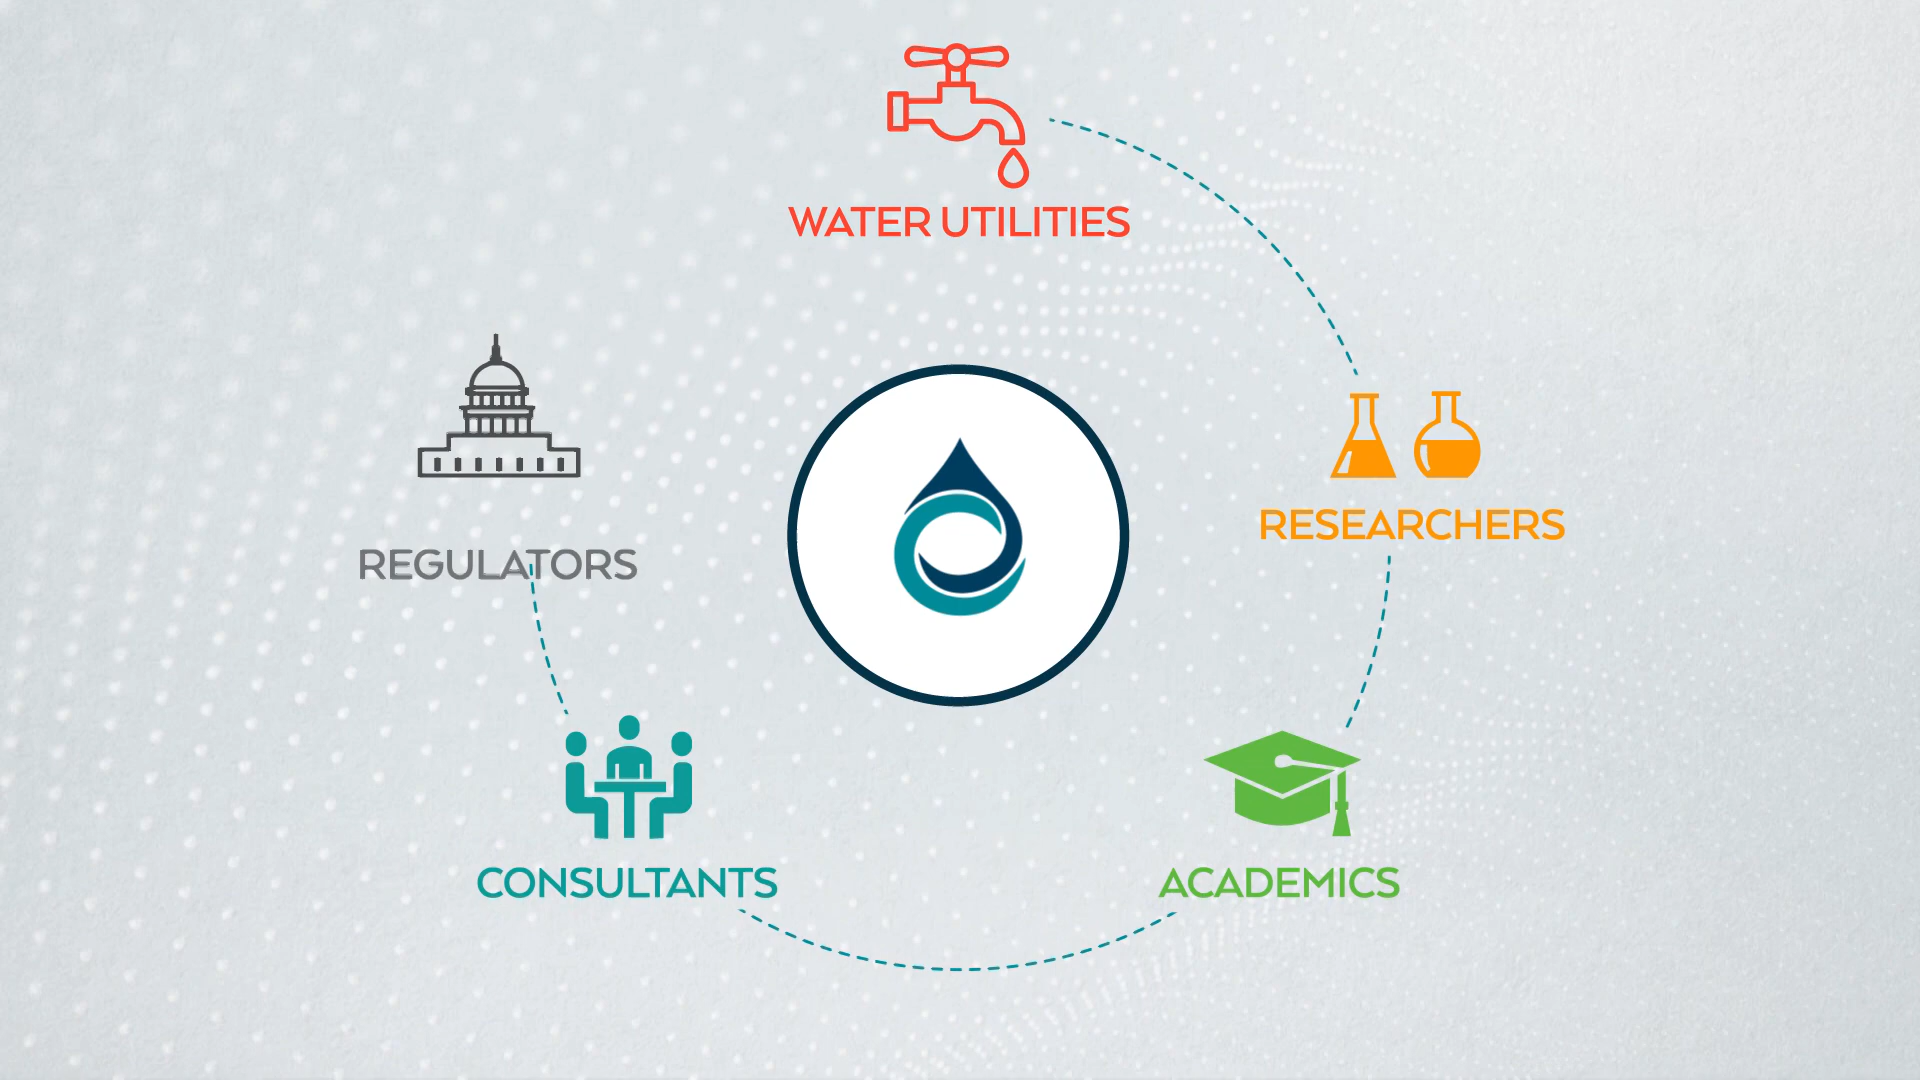 WATER UTILITIES
RESEARCHERS
REGULATORS
CONSULTANTS
ACADEMICS